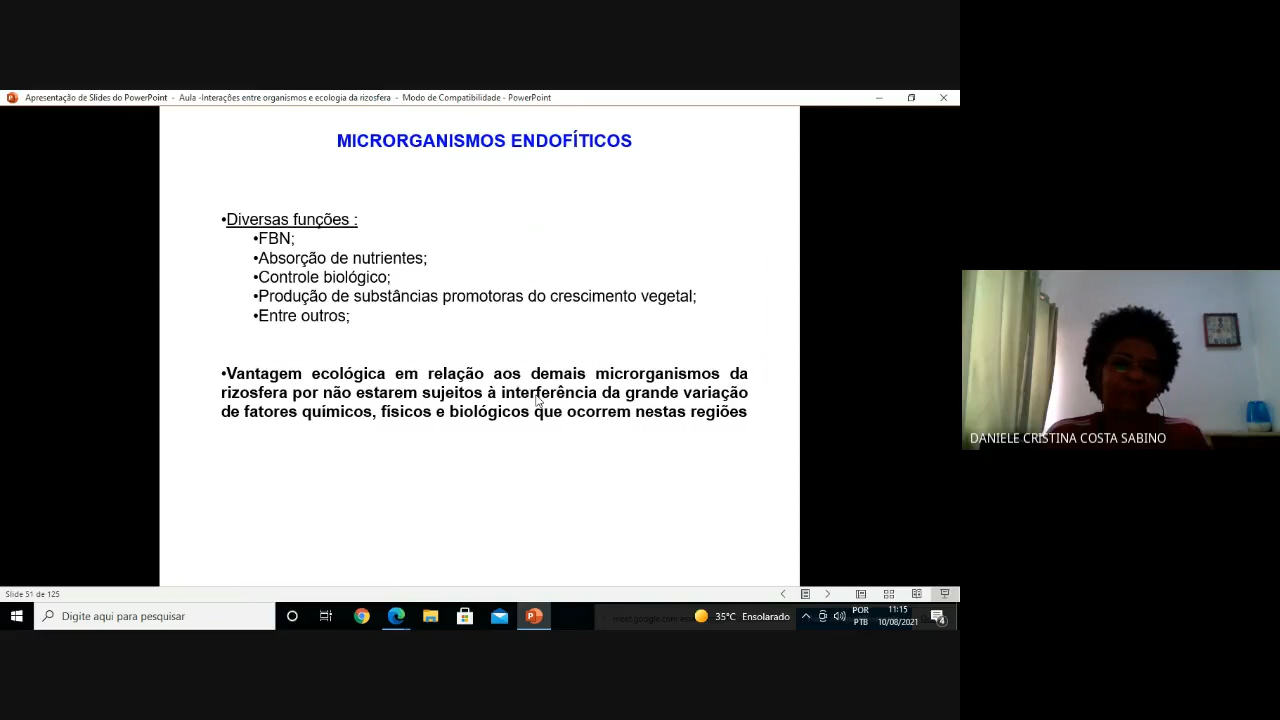 Apresentação de Slides do PowerPoint - Aula -Interações entre organismos e ecologia da rizosfera - Modo de Compatibilidade - PowerPoint
MICRORGANISMOS ENDOFÍTICOS
•Diversas funções :
•FBN;
•Absorção de nutrientes;
•Controle biológico;
•Produção de substâncias promotoras do crescimento vegetal;
•Entre outros;
•Vantagem ecológica em relação aos demais microrganismos da
rizosfera por não estarem sujeitos à interferência da grande variação
de fatores químicos, físicos e biológicos que ocorrem nestas regiões
DANIELE CRISTINA COSTA SABINO
Slide 51 de 125
Digite aqui para pesquisar
35°C Ensolarado
POR
PTB
11:15
10/08/2021
4